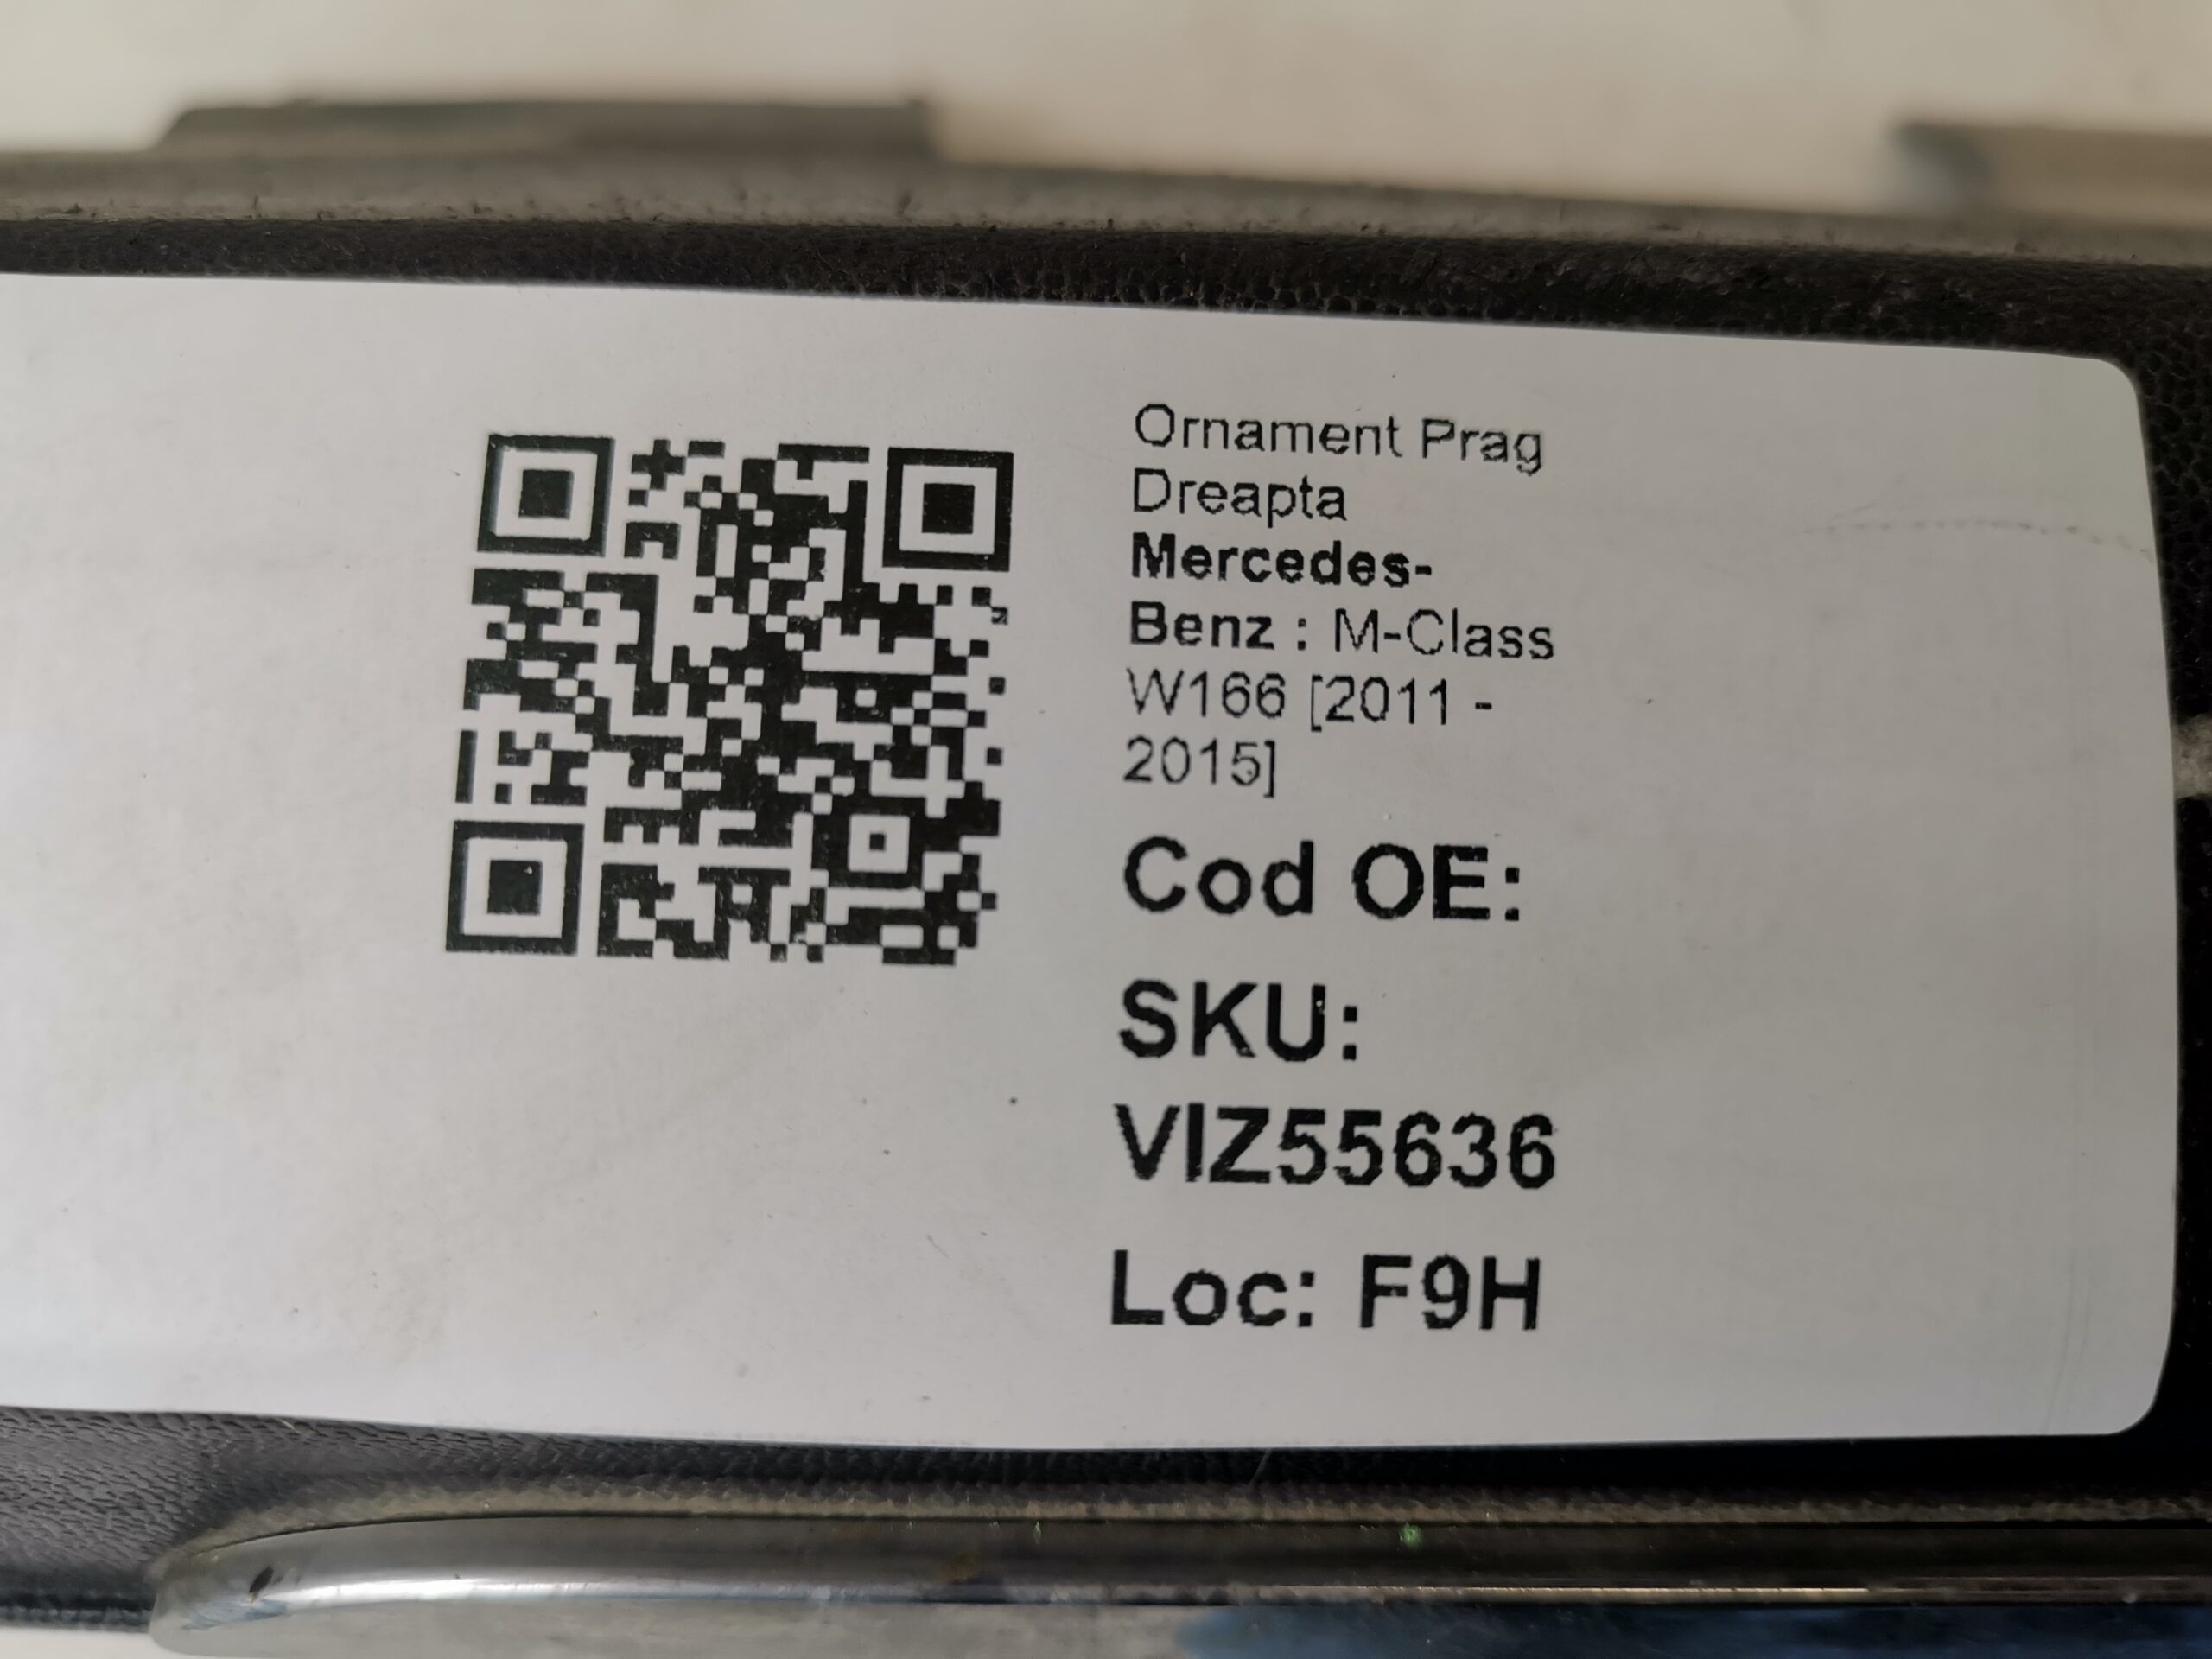 Ornament Prag
Dreapta
Mercedes-
Benz : M-Class
W166 [2011 -
2015]
Cod OE:
SKU:
VIZ55636
Loc: F9H